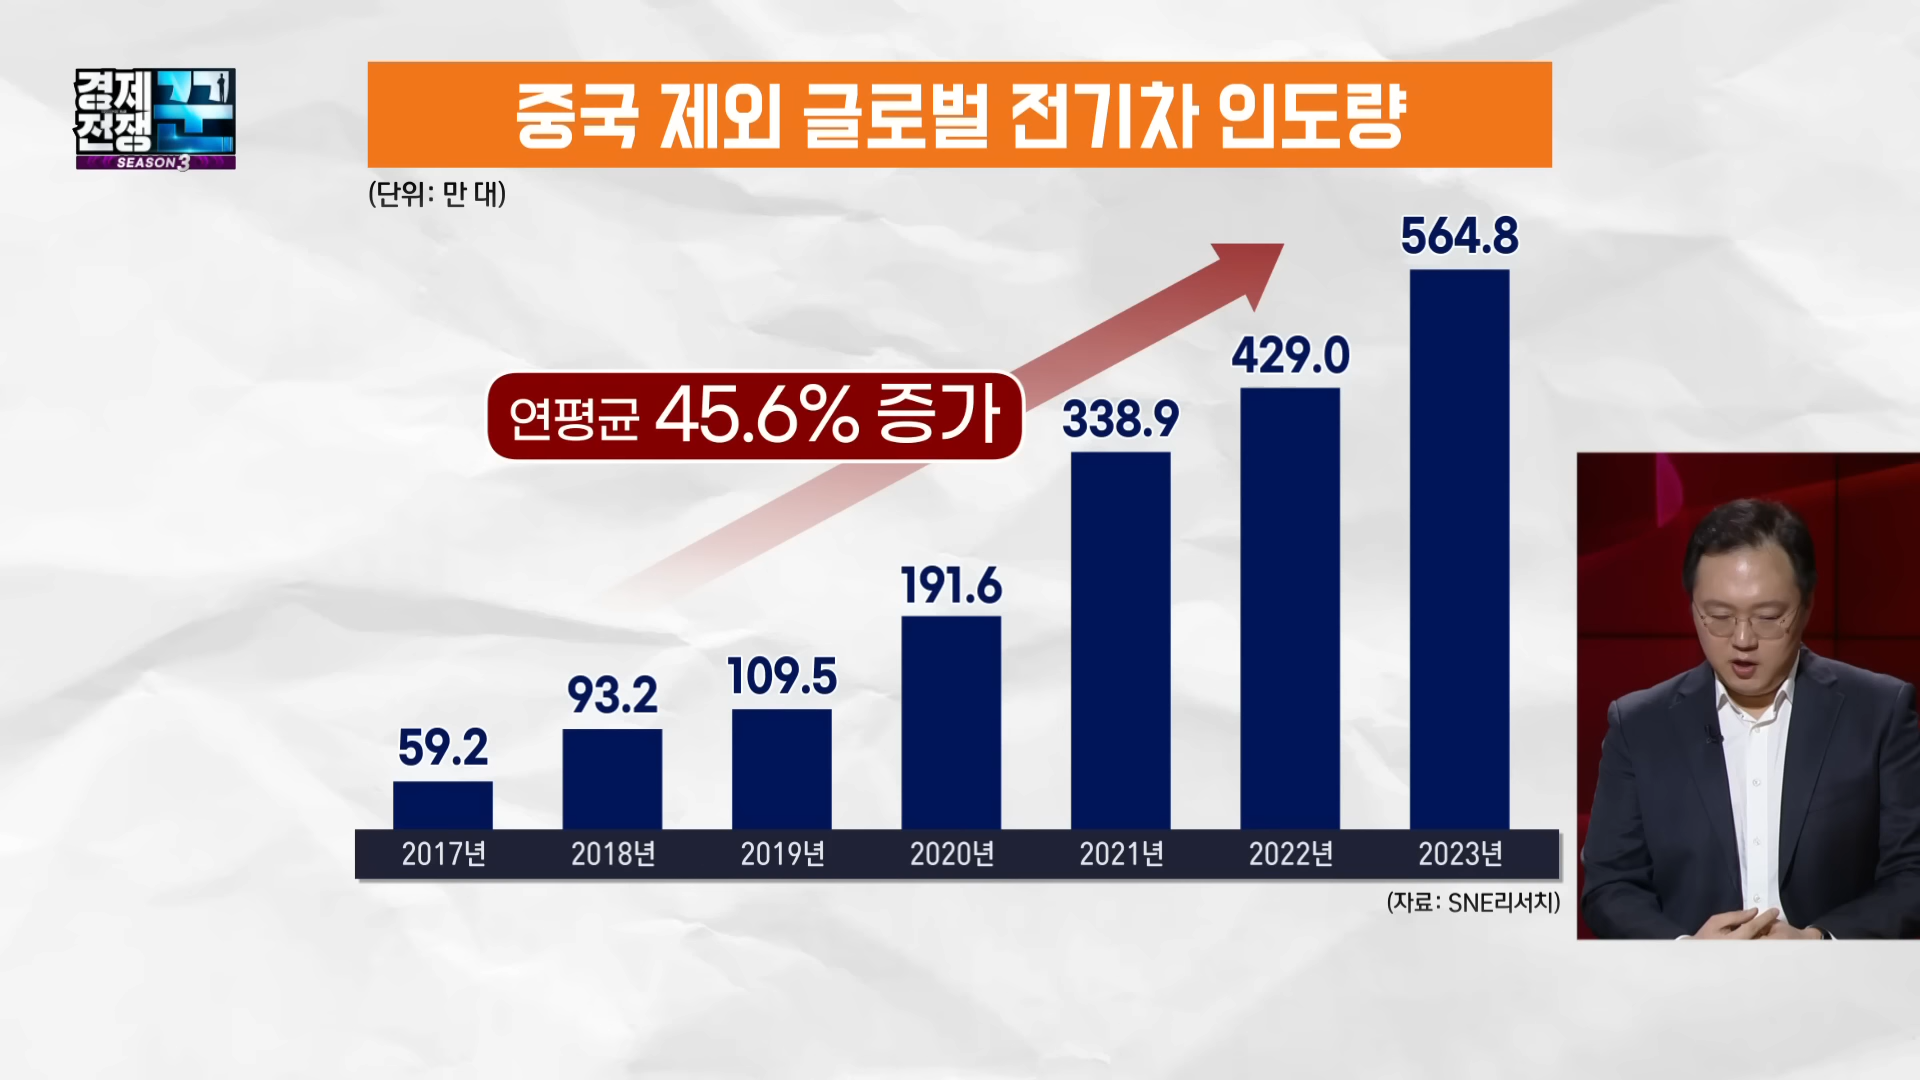 경제
전쟁 꾼
SEASON 3
중국 제외 글로벌 전기차 인도량
(단위: 만 대)
564.8
429.0
연평균 45.6% 증가
338.9
191.6
109.5
93.2
59.2
2017년 2018년 2019년 2020년 2021년 2022년 2023년
(자료: SNE리서치)